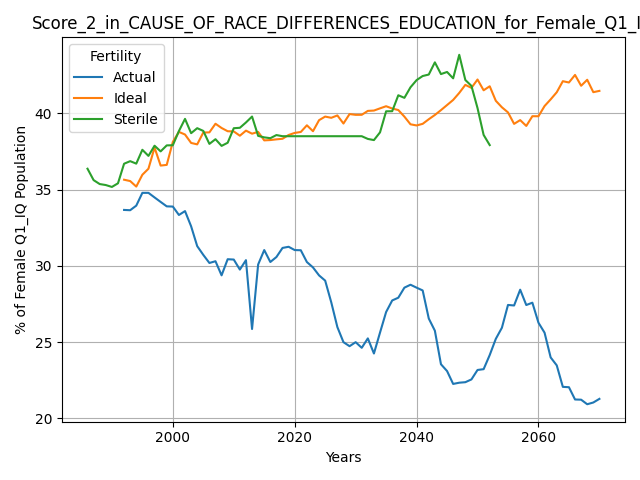 Score_2_in_CAUSE_OF_RACE_DIFFERENCES_EDUCATION_for_Female_Q1_I
Fertility
Actual
Ideal
Sterile
% of Female Q1_IQ Population
40
35
30
25
20
2000
2020
2040
2060
Years